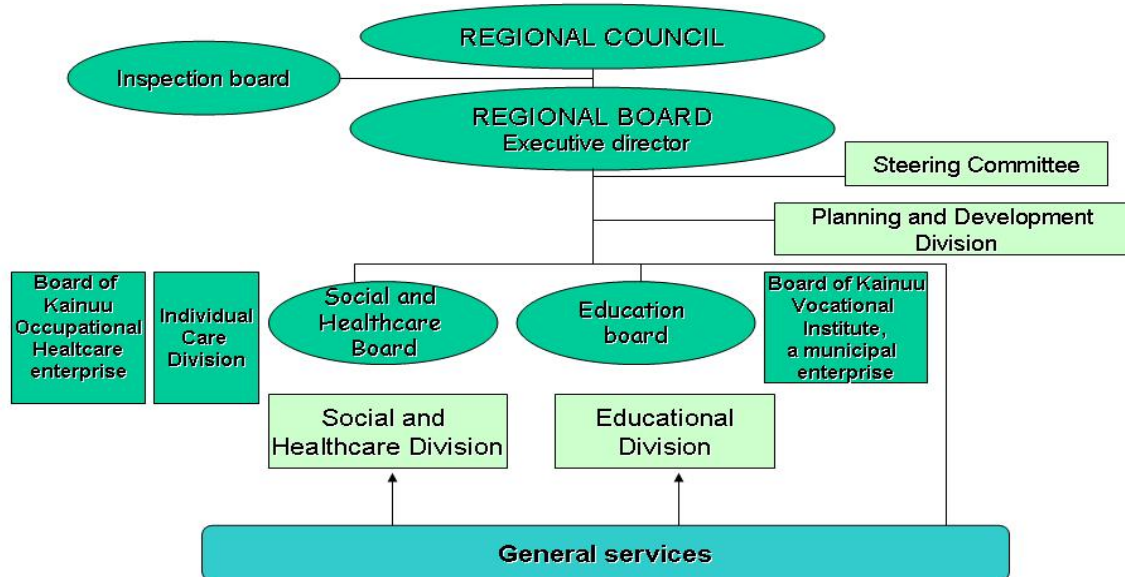 REGIONAL COUNCIL
Inspection board
REGIONAL BOARD
Executive director
Steering Committee
Planning and Development
Division
Board of
Kainuu
Occupational
Healtcare
enterprise
Individual
Care
Division
Social and
Healthcare
Board
Education
board
Board of Kainuu
Vocational
Institute,
a municipal
enterprise
Social and
Healthcare Division
Educational
Division
General services